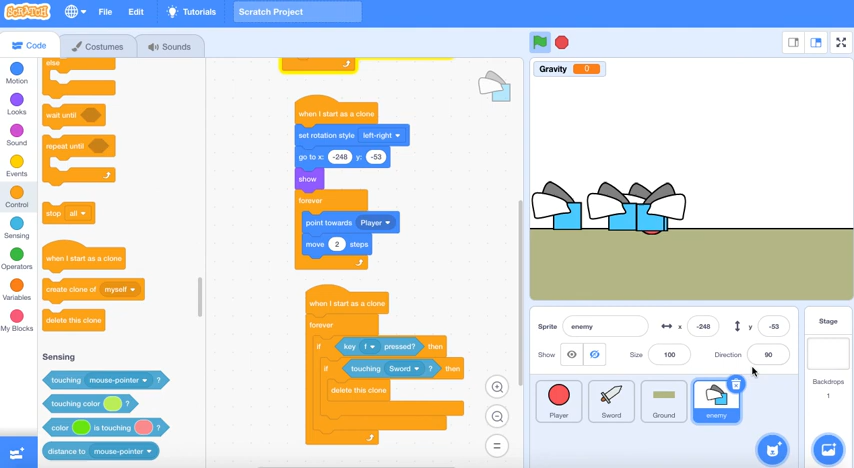 SCRATCH
File
Edit
Tutorials
Scratch Project
Code
Costumes
Sounds
Motion
Looks
Sound
Events
Control
Sensing
Operators
Variables
My Blocks
else
wait until
repeat until
stop all
when I start as a clone
create clone of myself
delete this clone
Sensing
touching mouse-pointer ?
touching color ?
color is touching ?
distance to mouse-pointer
when I start as a clone
set rotation style left-right
go to x: -248 y: -53
show
forever
point towards Player
move 2 steps
when I start as a clone
forever
if key f pressed? then
if touching Sword ? then
delete this clone
Gravity 0
Sprite enemy x -248 y -53
Show Size 100 Direction 90
Player
Sword
Ground
enemy
Stage
Backdrops
1